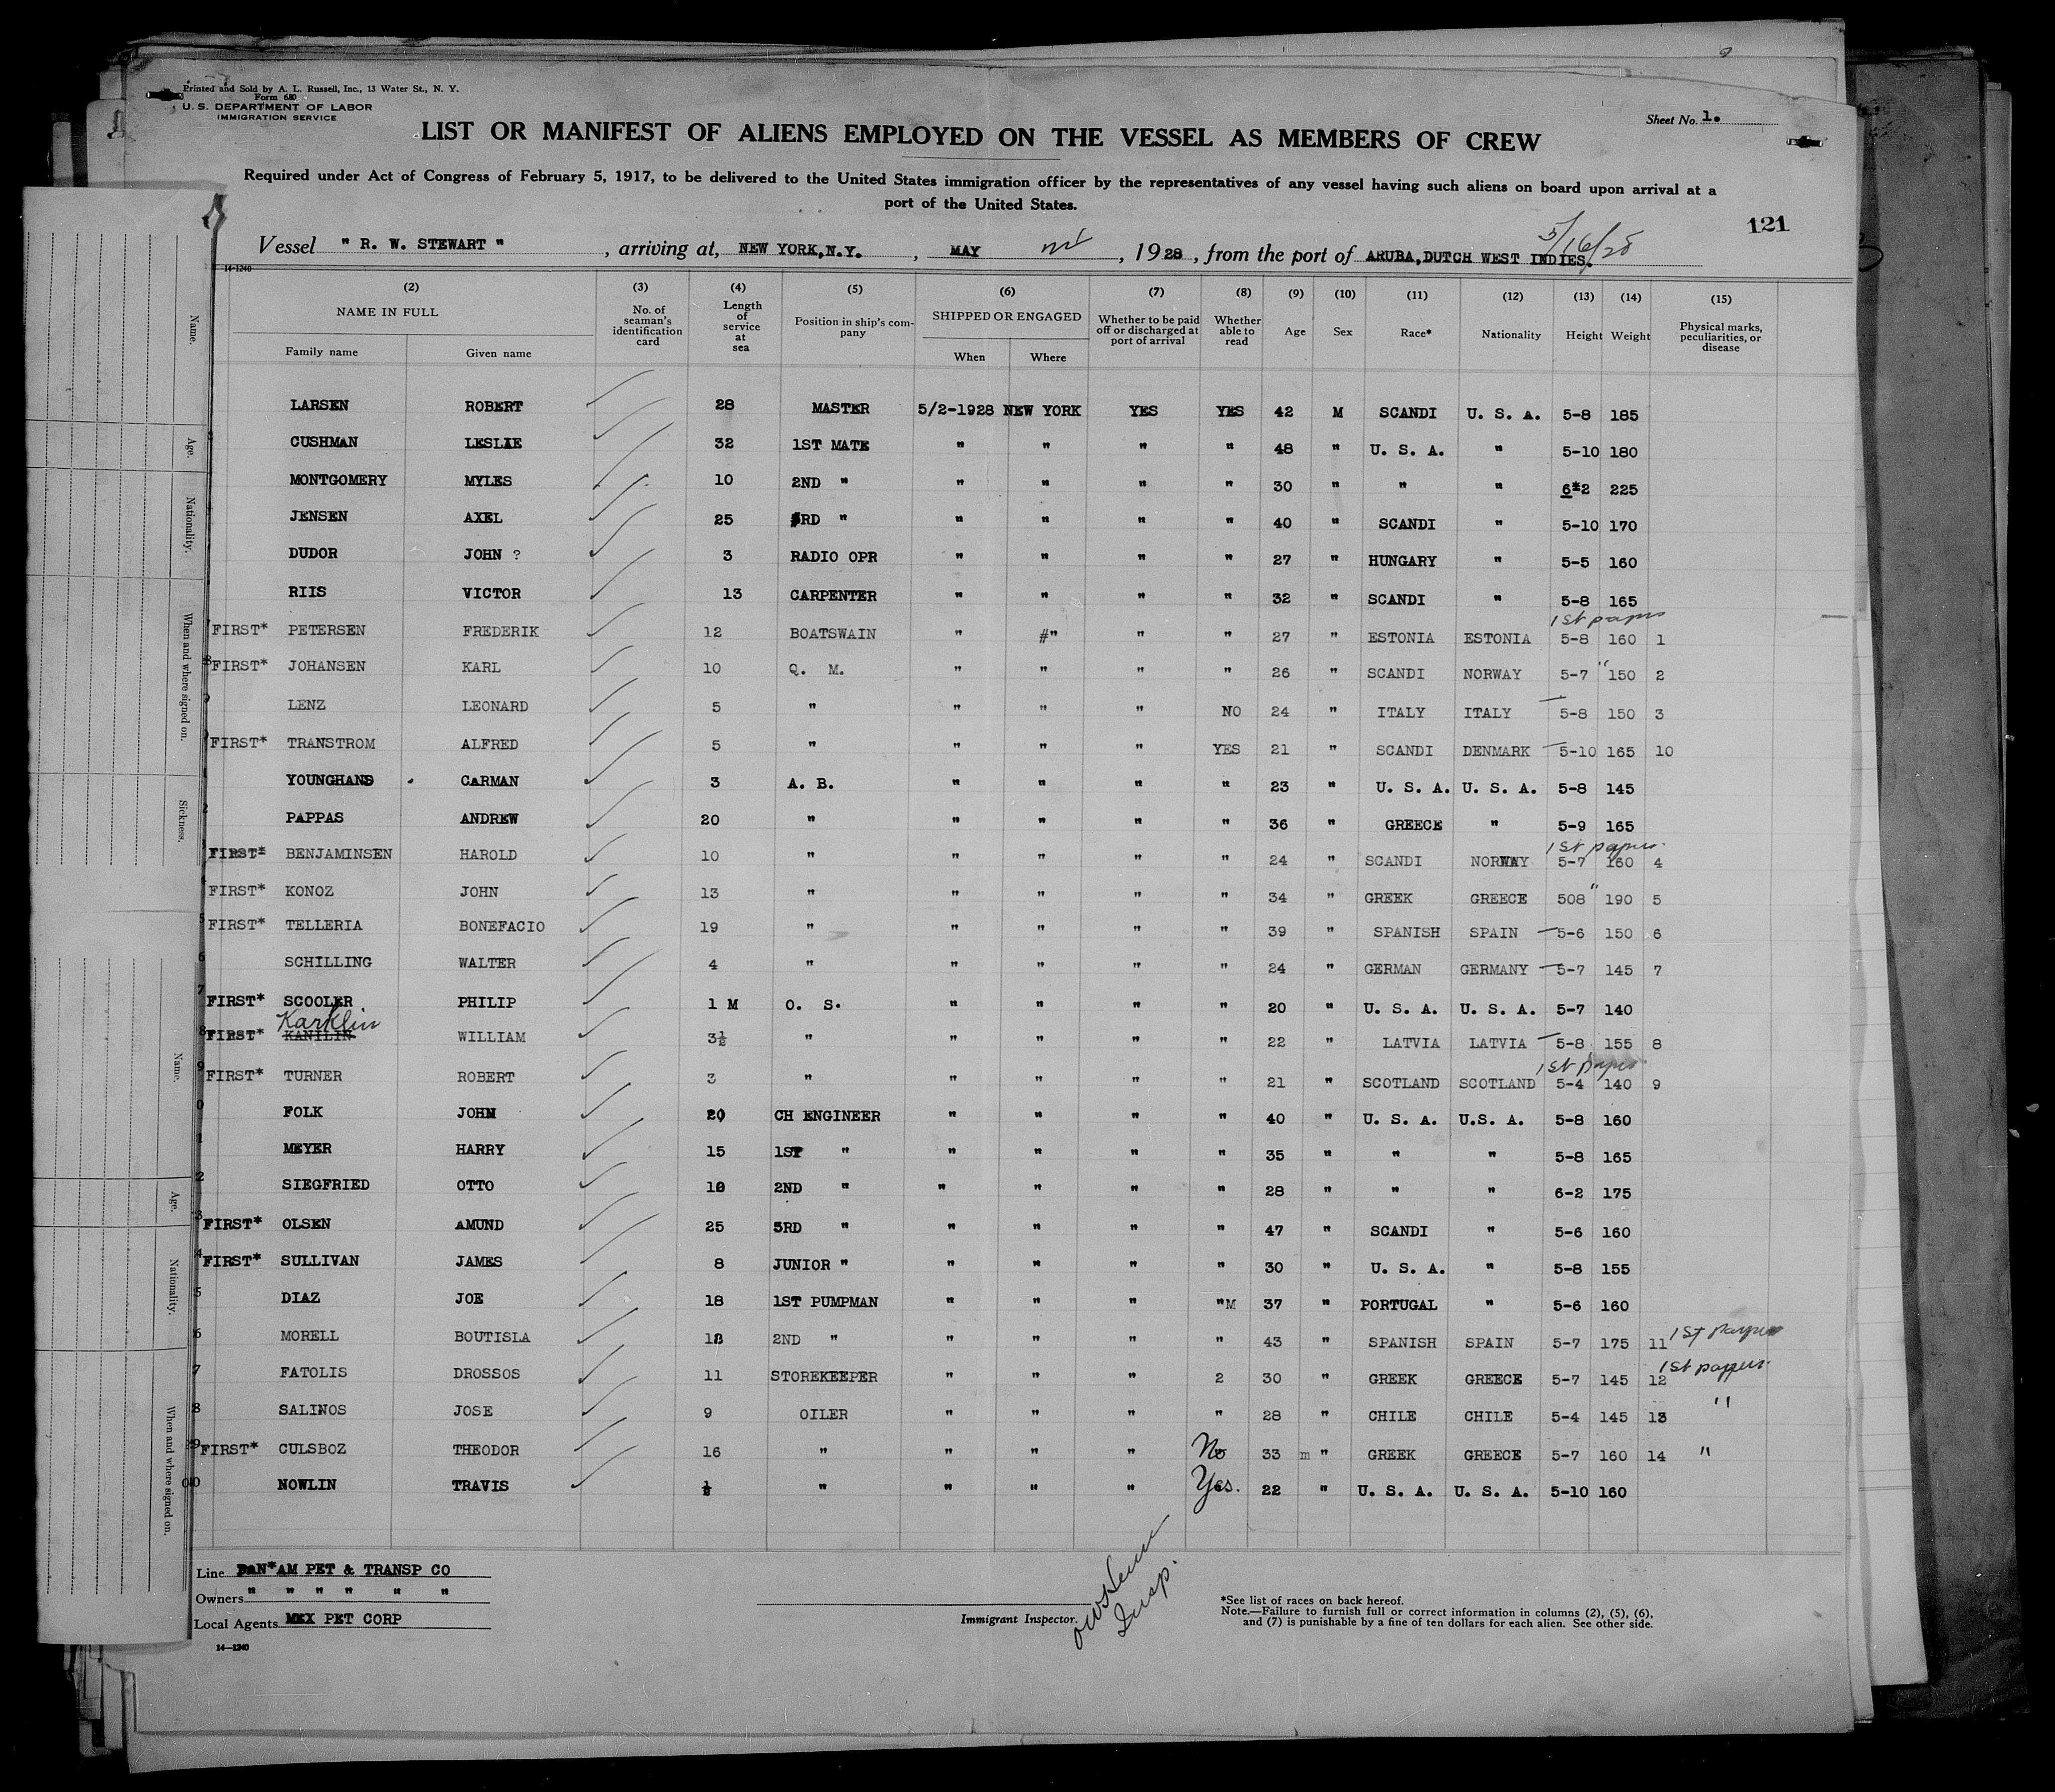 Printed and Sold by A. L. Russell, Inc., 13 Water St., N. Y.
Form 680
U. S. DEPARTMENT OF LABOR
IMMIGRATION SERVICE
Sheet No. 1.
LIST OR MANIFEST OF ALIENS EMPLOYED ON THE VESSEL AS MEMBERS OF CREW
Required under Act of Congress of February 5, 1917, to be delivered to the United States immigration officer by the representatives of any vessel having such aliens on board upon arrival at a
port of the United States.
121
5/16/28
Vessel " R. W. STEWART " , arriving at, NEW YORK,N.Y. , MAY , 1928 , from the port of ARUBA,DUTCH WEST INDIES.
14-1240
(2) (3) (4) (5) (6) (7) (8) (9) (10) (11) (12) (13) (14) (15)
NAME IN FULL
Family name Given name
No. of seaman's identification card
Length of service at sea
Position in ship's company
SHIPPED OR ENGAGED
When Where
Whether to be paid off or discharged at port of arrival
Whether able to read
Age Sex Race* Nationality Height Weight
Physical marks, peculiarities, or disease
LARSEN ROBERT 28 MASTER 5/2-1928 NEW YORK YES YES 42 M SCANDI U. S. A. 5-8 185
CUSHMAN LESLIE 32 1ST MATE " " " " 48 " U. S. A. " 5-10 180
MONTGOMERY MYLES 10 2ND " " " " " 30 " " " 6*2 225
JENSEN AXEL 25 3RD " " " " " 40 " SCANDI " 5-10 170
DUDOR JOHN ? 3 RADIO OPR " " " " 27 " HUNGARY " 5-5 160
RIIS VICTOR 13 CARPENTER " " " " 32 " SCANDI " 5-8 165
1st paper
FIRST* PETERSEN FREDERIK 12 BOATSWAIN " #" " " 27 " ESTONIA ESTONIA 5-8 160 1
FIRST* JOHANSEN KARL 10 Q. M. " " " " 26 " SCANDI NORWAY 5-7 " 150 2
LENZ LEONARD 5 " " " " NO 24 " ITALY ITALY 5-8 150 3
FIRST* TRANSTROM ALFRED 5 " " " " YES 21 " SCANDI DENMARK 5-10 165 10
YOUNGHANS CARMAN 3 A. B. " " " " 23 " U. S. A. U. S. A. 5-8 145
PAPPAS ANDREW 20 " " " " " 36 " GREECE " 5-9 165
1st paper.
FIRST* BENJAMINSEN HAROLD 10 " " " " " 24 " SCANDI NORWAY 5-7 160 4
FIRST* KONOZ JOHN 13 " " " " " 34 " GREEK GREECE 508 " 190 5
FIRST* TELLERIA BONEFACIO 19 " " " " " 39 " SPANISH SPAIN 5-6 150 6
SCHILLING WALTER 4 " " " " " 24 " GERMAN GERMANY 5-7 145 7
FIRST* SCOOLER PHILIP 1 M O. S. " " " " 20 " U. S. A. U. S. A. 5-7 140
Karklin
FIRST* KANILIN WILLIAM 3½ " " " " " 22 " LATVIA LATVIA 5-8 155 8
1st paper
FIRST* TURNER ROBERT 3 " " " " " 21 " SCOTLAND SCOTLAND 5-4 140 9
FOLK JOHN 20 CH ENGINEER " " " " 40 " U. S. A. U.S. A. 5-8 160
MEYER HARRY 15 1ST " " " " " 35 " " " 5-8 165
SIEGFRIED OTTO 10 2ND " " " " " 28 " " " 6-2 175
FIRST* OLSEN AMUND 25 3RD " " " " " 47 " SCANDI " 5-6 160
FIRST* SULLIVAN JAMES 8 JUNIOR " " " " " 30 " U. S. A. " 5-8 155
DIAZ JOE 18 1ST PUMPMAN " " " "M 37 " PORTUGAL " 5-6 160
MORELL BOUTISLA 18 2ND " " " " " 43 " SPANISH SPAIN 5-7 175 11 1st paper
FATOLIS DROSSOS 11 STOREKEEPER " " " 2 30 " GREEK GREECE 5-7 145 12 1st papers.
SALINOS JOSE 9 OILER " " " " 28 " CHILE CHILE 5-4 145 13 "
FIRST* CULSBOZ THEODOR 16 " " " " No 33 m " GREEK GREECE 5-7 160 14 "
NOWLIN TRAVIS ½ " " " " Yes. 22 " U. S. A. U. S. A. 5-10 160
Line PAN*AM PET & TRANSP CO
Owners " " " " " "
Local Agents MEX PET CORP
14-1240
Immigrant Inspector.
Insp.
*See list of races on back hereof.
Note.—Failure to furnish full or correct information in columns (2), (5), (6),
and (7) is punishable by a fine of ten dollars for each alien. See other side.
Name.
Age.
Nationality.
When and where signed on.
Sickness.
Name.
Age.
Nationality.
When and where signed on.